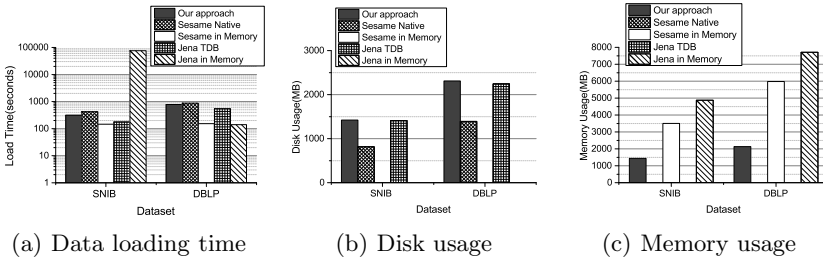 Our approach
Sesame Native
Sesame in Memory
Jena TDB
Jena in Memory
100000
10000
1000
100
10
1
Load Time(seconds)
SNIB
DBLP
Dataset
(a) Data loading time
Our approach
Sesame Native
Sesame in Memory
Jena TDB
Jena in Memory
3000
2000
1000
0
Disk Usage(MB)
SNIB
DBLP
Dataset
(b) Disk usage
Our approach
Sesame Native
Sesame in Memory
Jena TDB
Jena in Memory
8000
7000
6000
5000
4000
3000
2000
1000
0
Memory Usage(MB)
SNIB
DBLP
Dataset
(c) Memory usage